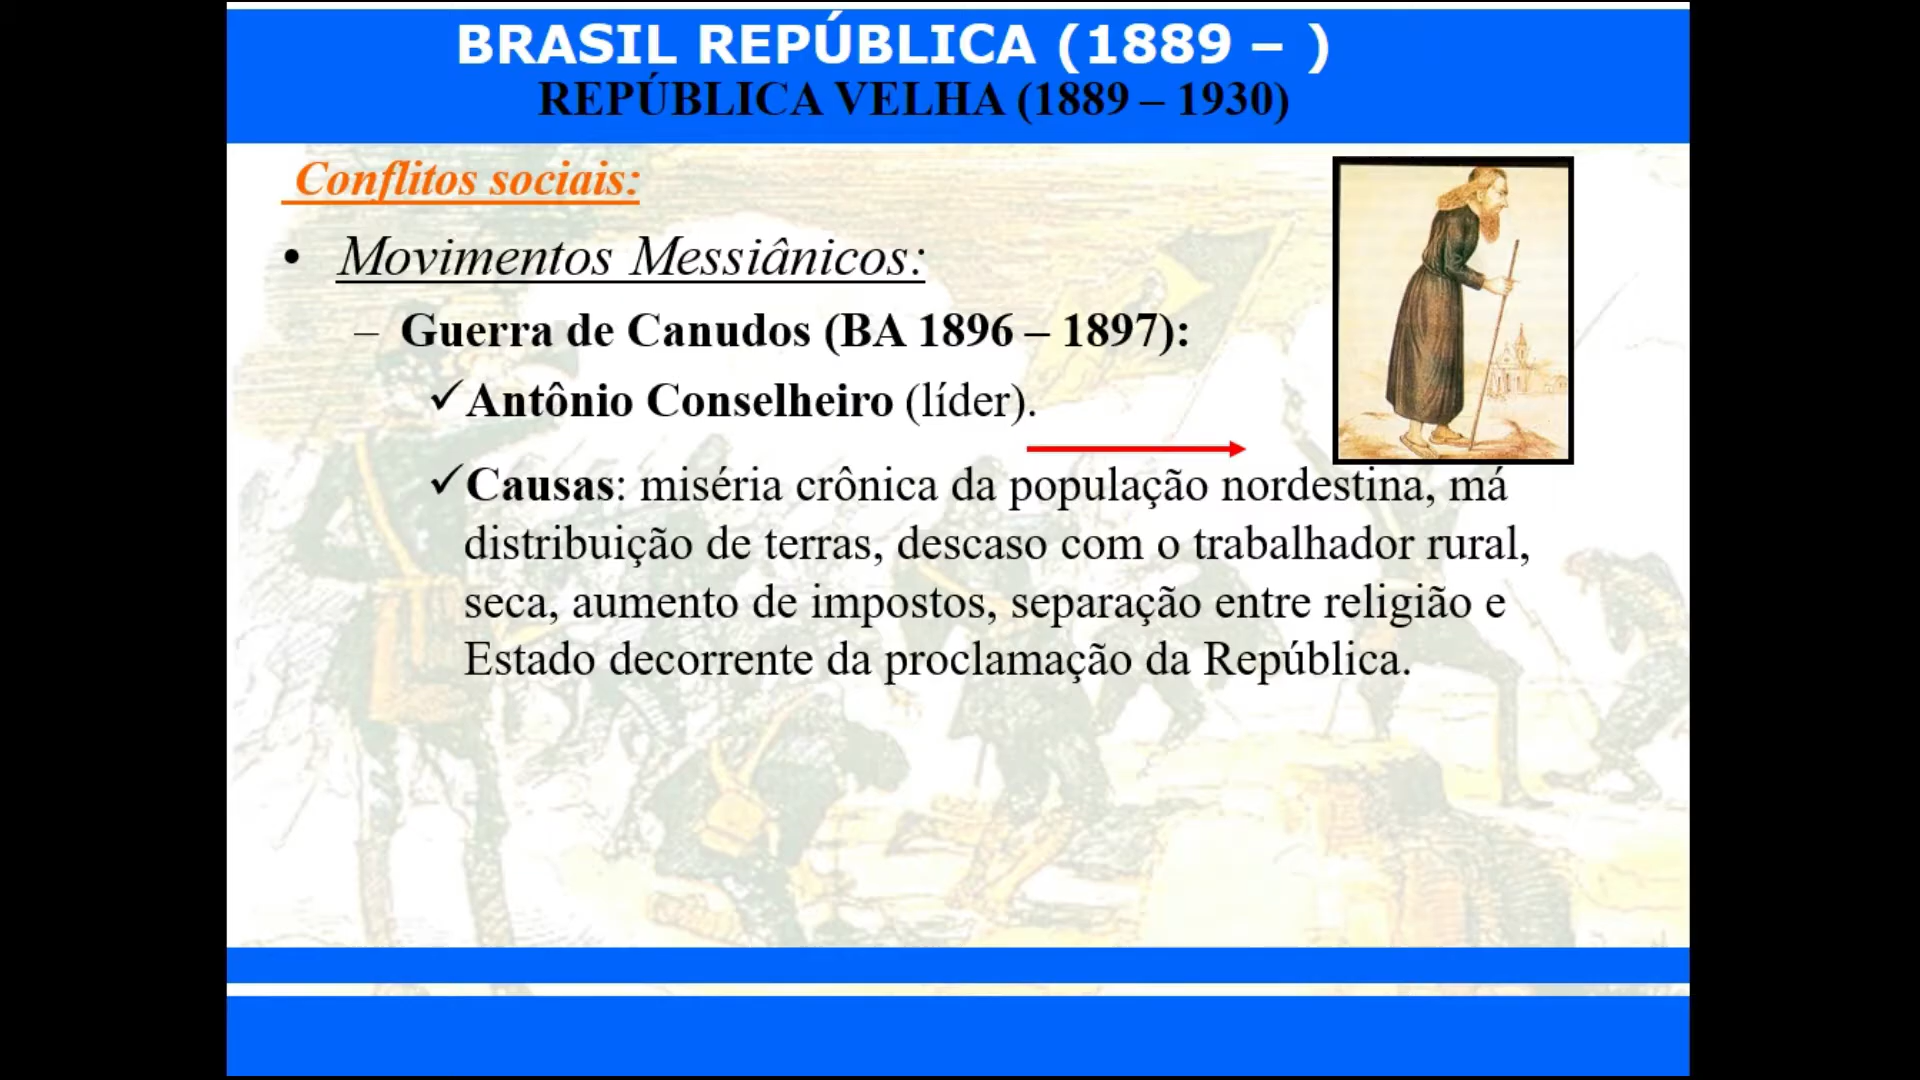 BRASIL REPÚBLICA (1889 – )
REPÚBLICA VELHA (1889 – 1930)
Conflitos sociais:
• Movimentos Messiânicos:
– Guerra de Canudos (BA 1896 – 1897):
✓Antônio Conselheiro (líder).
✓Causas: miséria crônica da população nordestina, má
distribuição de terras, descaso com o trabalhador rural,
seca, aumento de impostos, separação entre religião e
Estado decorrente da proclamação da República.